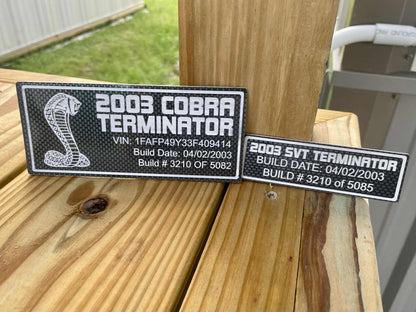 2003 COBRA
TERMINATOR
VIN: 1FAFP49Y33F409414
Build Date: 04/02/2003
Build # 3210 of 5082
2003 SVT TERMINATOR
BUILD DATE: 04/02/2003
BUILD # 3210 OF 5085